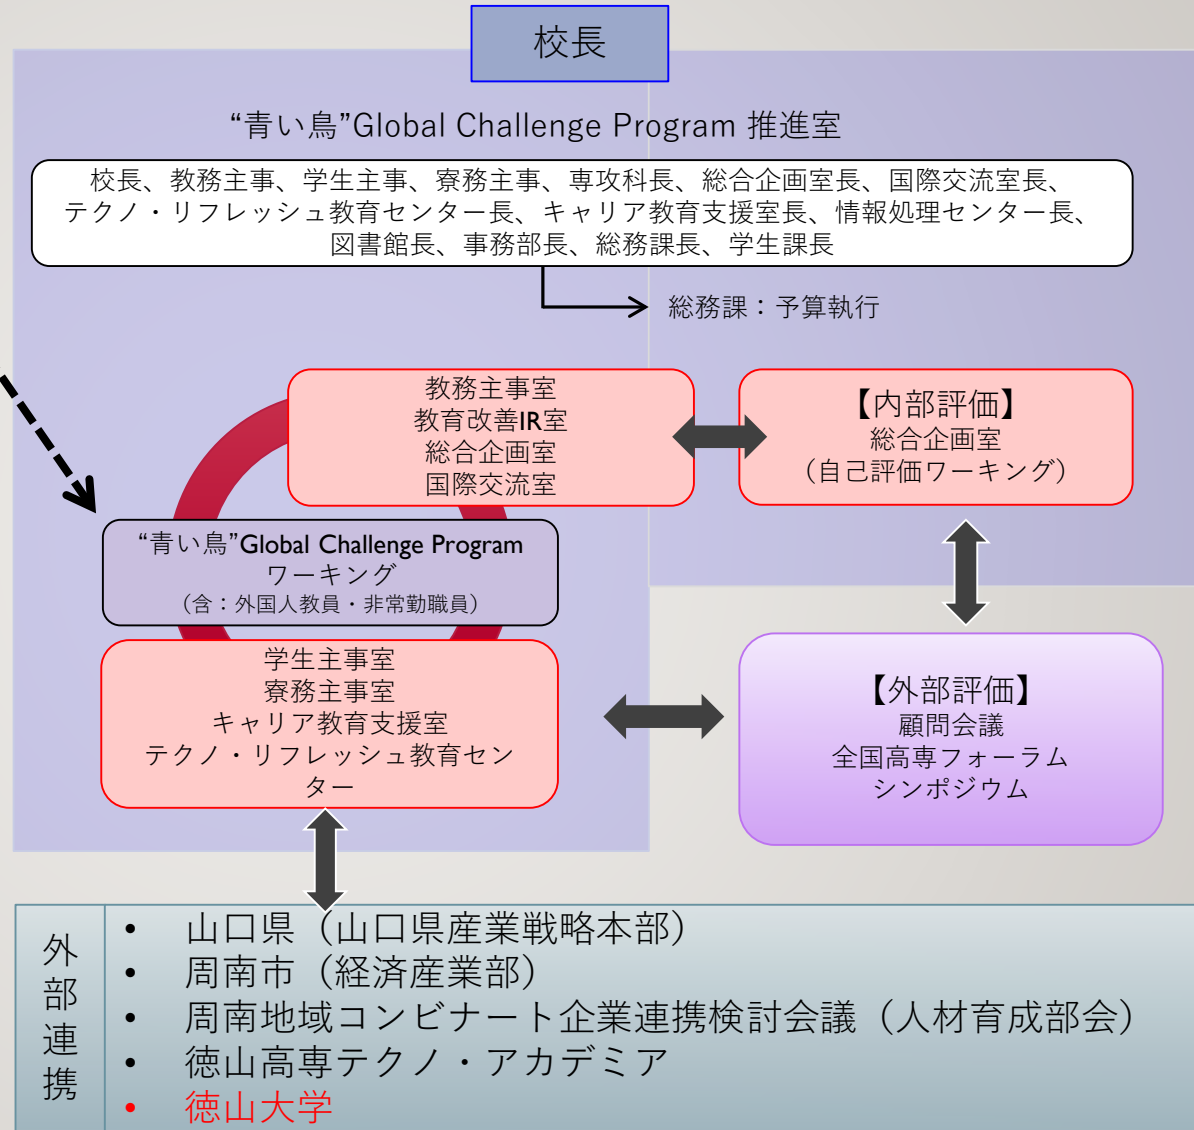 校長
“青い鳥”Global Challenge Program 推進室
校長、教務主事、学生主事、寮務主事、専攻科長、総合企画室長、国際交流室長、
テクノ・リフレッシュ教育センター長、キャリア教育支援室長、情報処理センター長、
図書館長、事務部長、総務課長、学生課長
総務課：予算執行
教務主事室
教育改善IR室
総合企画室
国際交流室
【内部評価】
総合企画室
（自己評価ワーキング）
“青い鳥”Global Challenge Program
ワーキング
（含：外国人教員・非常勤職員）
学生主事室
寮務主事室
キャリア教育支援室
テクノ・リフレッシュ教育セン
ター
【外部評価】
顧問会議
全国高専フォーラム
シンポジウム
外部連携
• 山口県（山口県産業戦略本部）
• 周南市（経済産業部）
• 周南地域コンビナート企業連携検討会議（人材育成部会）
• 徳山高専テクノ・アカデミア
• 徳山大学